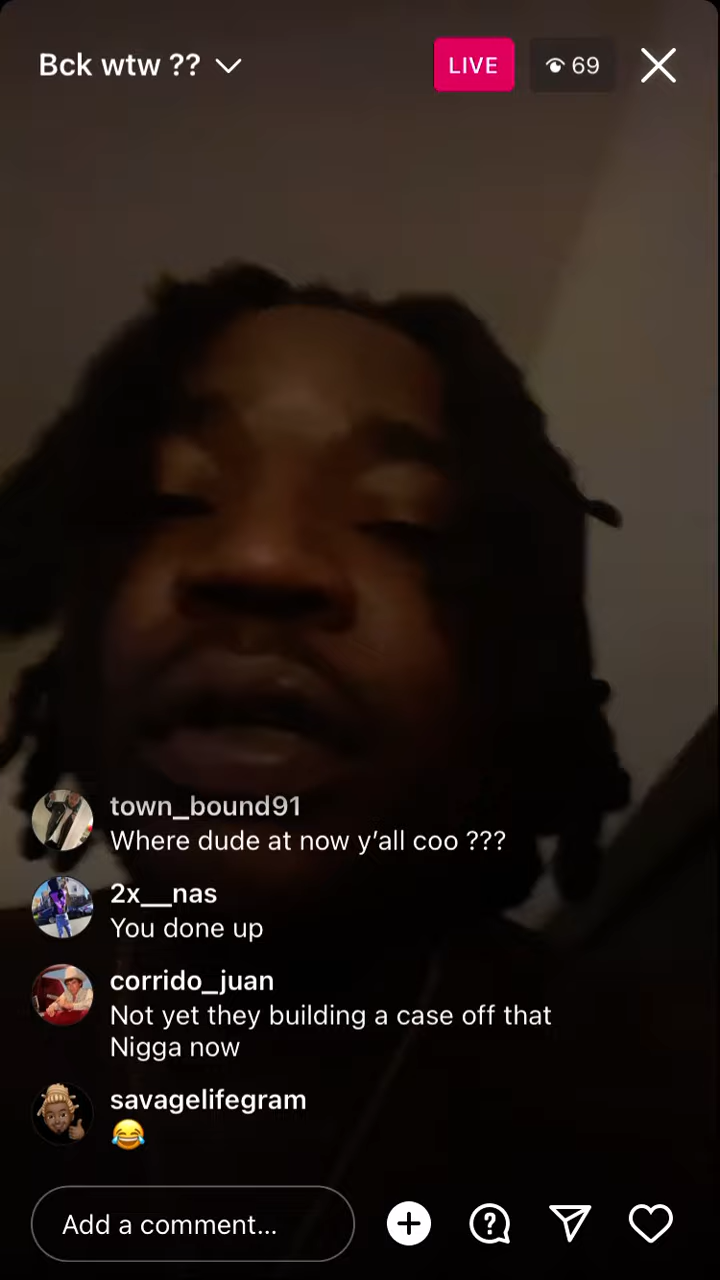 Bck wtw ??
LIVE
69
town_bound91
Where dude at now y’all coo ???
2x__nas
You done up
corrido_juan
Not yet they building a case off that
Nigga now
savagelifegram
😂
Add a comment...